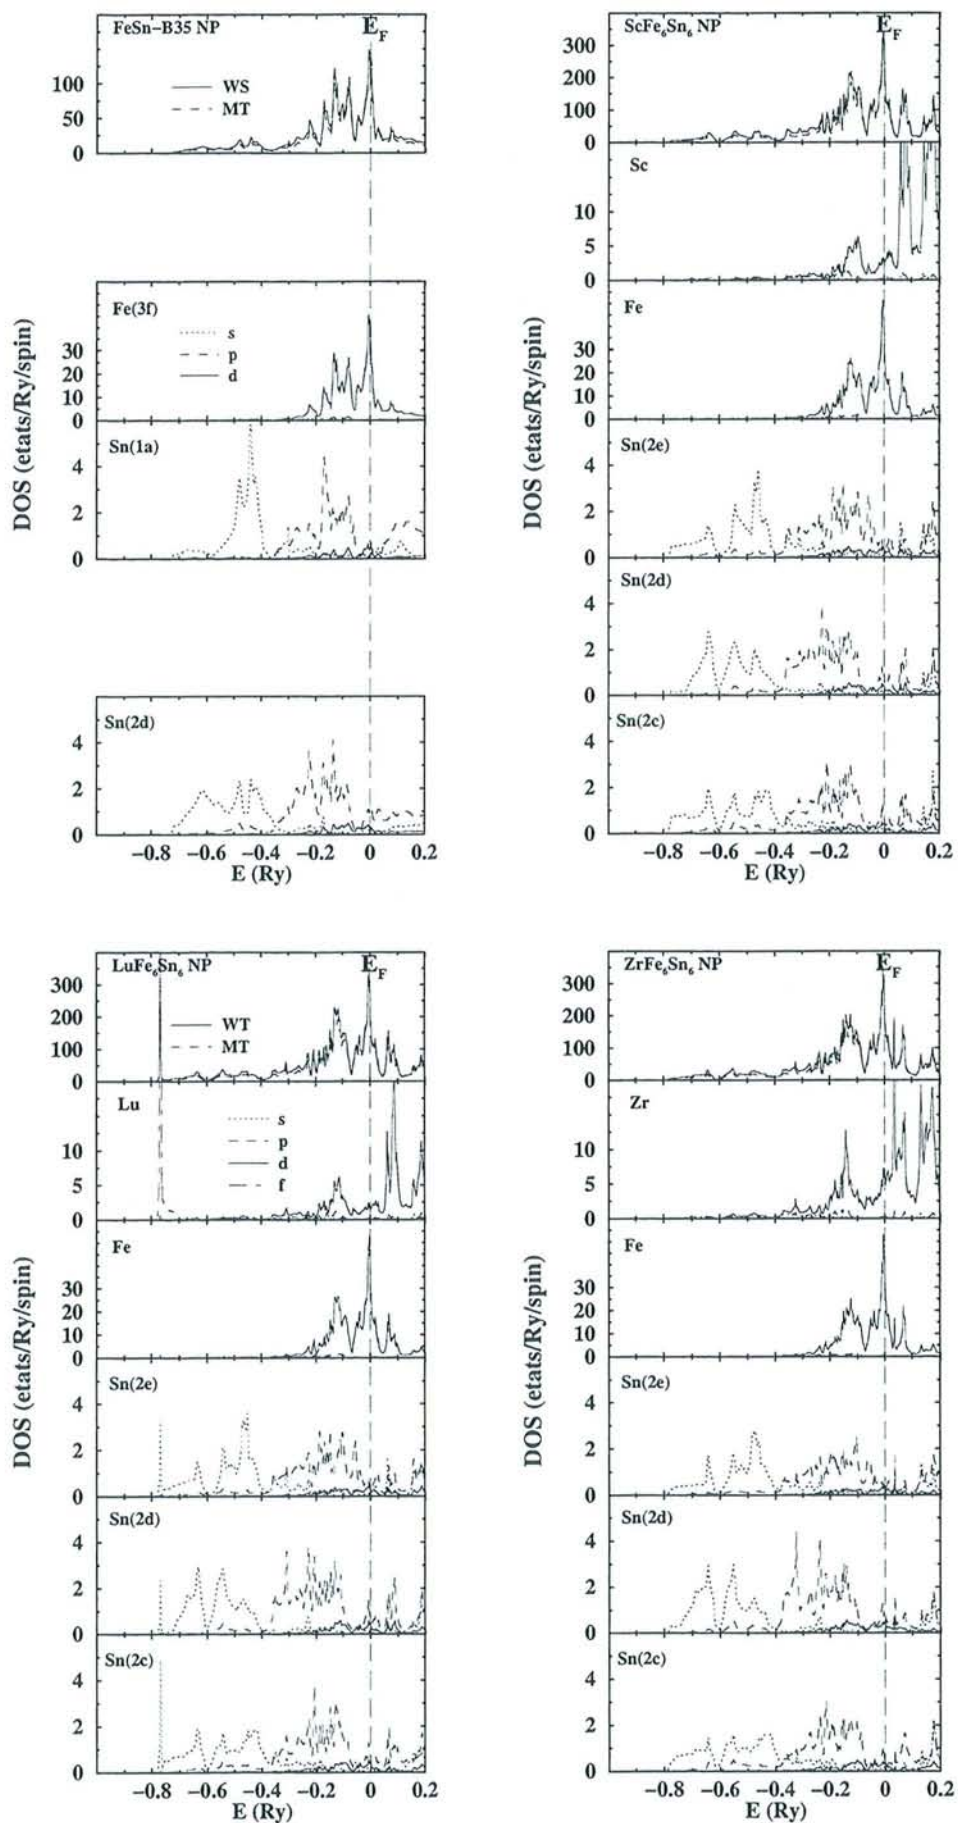 FeSn-B35 NP
E_F
WS
MT
100
50
0
Fe(3f)
s
p
d
30
20
10
0
Sn(1a)
4
2
0
Sn(2d)
4
2
0
−0.8 −0.6 −0.4 −0.2 0 0.2
E (Ry)
DOS (etats/Ry/spin)
ScFe₆Sn₆ NP
E_F
300
200
100
0
Sc
10
5
0
Fe
30
20
10
0
Sn(2e)
4
2
0
Sn(2d)
4
2
0
Sn(2c)
4
2
0
−0.8 −0.6 −0.4 −0.2 0 0.2
E (Ry)
DOS (etats/Ry/spin)
LuFe₆Sn₆ NP
E_F
WT
MT
300
200
100
0
Lu
s
p
d
f
10
5
0
Fe
30
20
10
0
Sn(2e)
4
2
0
Sn(2d)
4
2
0
Sn(2c)
4
2
0
−0.8 −0.6 −0.4 −0.2 0 0.2
E (Ry)
DOS (etats/Ry/spin)
ZrFe₆Sn₆ NP
E_F
300
200
100
0
Zr
10
5
0
Fe
30
20
10
0
Sn(2e)
4
2
0
Sn(2d)
4
2
0
Sn(2c)
4
2
0
−0.8 −0.6 −0.4 −0.2 0 0.2
E (Ry)
DOS (etats/Ry/spin)